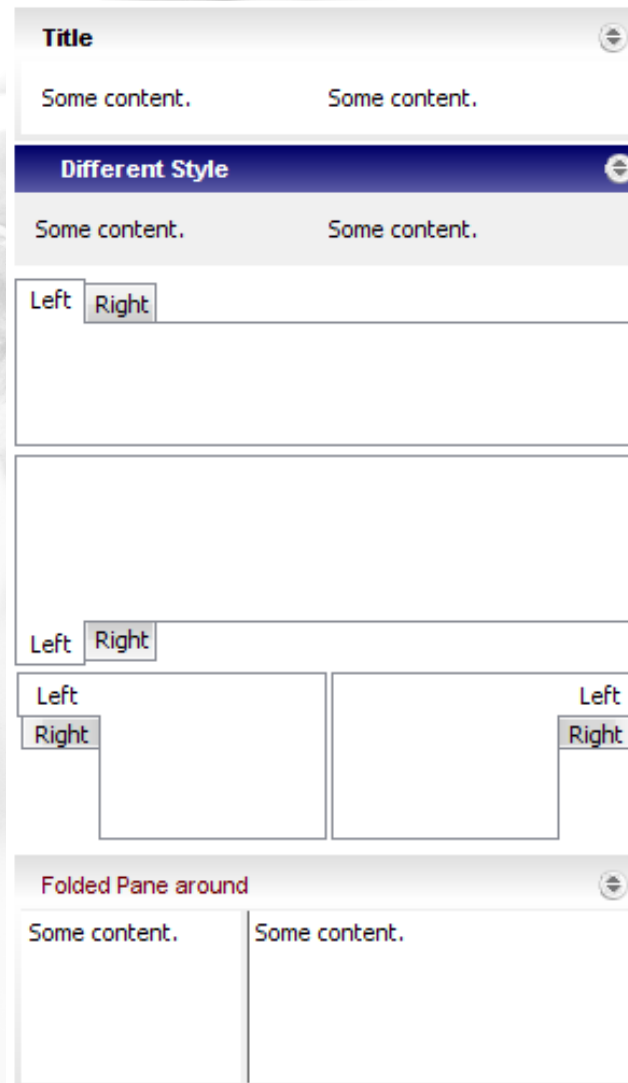 Title
Some content. Some content.
Different Style
Some content. Some content.
Left Right
Left Right
Left Left
Right Right
Folded Pane around
Some content. Some content.